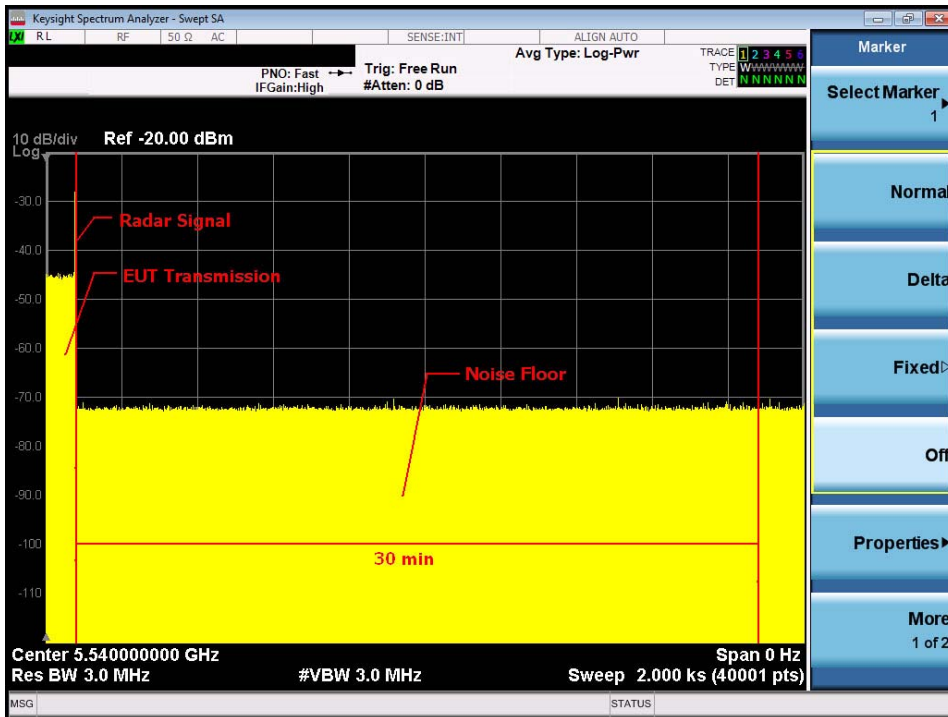 Keysight Spectrum Analyzer - Swept SA
LXI RL RF 50 Ω AC SENSE:INT ALIGN AUTO
Marker
PNO: Fast
IFGain:High
Trig: Free Run
#Atten: 0 dB
Avg Type: Log-Pwr
TRACE 1 2 3 4 5 6
TYPE WWWWWW
DET N N N N N N
Select Marker
1
10 dB/div Ref -20.00 dBm
Log
Normal
-30.0
Radar Signal
-40.0
EUT Transmission
Delta
-50.0
-60.0
Noise Floor
Fixed
-70.0
-80.0
Off
-90.0
-100
30 min
Properties
-110
More
1 of 2
Center 5.540000000 GHz Span 0 Hz
Res BW 3.0 MHz #VBW 3.0 MHz Sweep 2.000 ks (40001 pts)
MSG STATUS